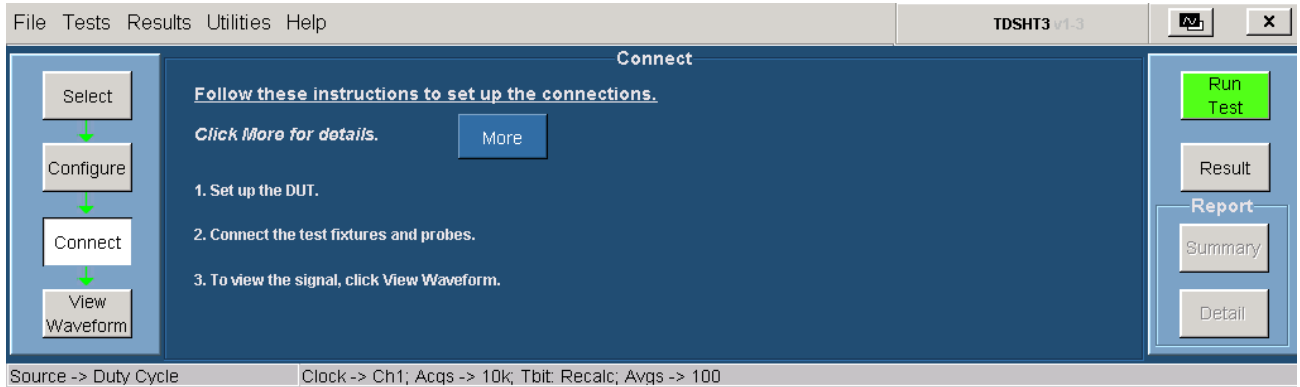 File Tests Results Utilities Help
TDSHT3 v1-3
x
Connect
Select
Configure
Connect
View
Waveform
Follow these instructions to set up the connections.
Click More for details.
More
1. Set up the DUT.
2. Connect the test fixtures and probes.
3. To view the signal, click View Waveform.
Run
Test
Result
Report
Summary
Detail
Source -> Duty Cycle
Clock -> Ch1; Acqs -> 10k; Tbit: Recalc; Avgs -> 100